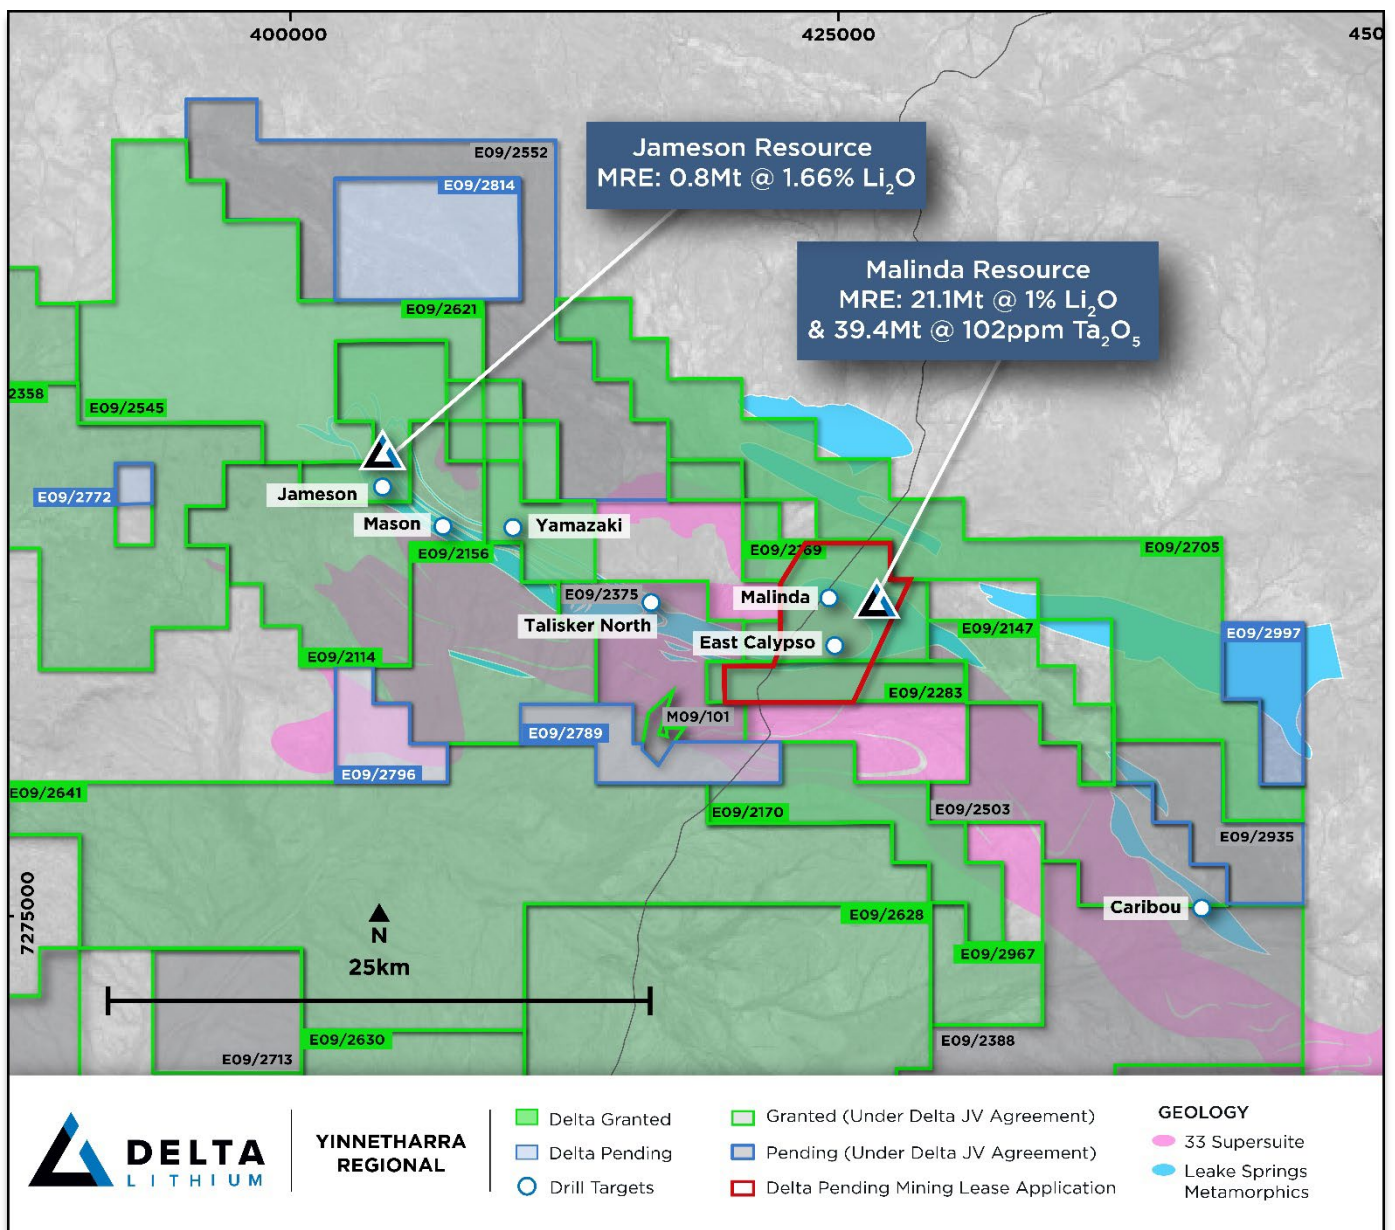 400000
425000
450
E09/2552
Jameson Resource
MRE: 0.8Mt @ 1.66% Li₂O
E09/2814
Malinda Resource
MRE: 21.1Mt @ 1% Li₂O
& 39.4Mt @ 102ppm Ta₂O₅
E09/2621
2358
E09/2545
E09/2772
Jameson
Mason
Yamazaki
E09/2156
E09/2169
E09/2705
E09/2375
Malinda
Talisker North
East Calypso
E09/2147
E09/2997
E09/2114
E09/2283
M09/101
E09/2789
E09/2796
E09/2641
E09/2170
E09/2503
E09/2935
7275000
Caribou
E09/2628
N
25km
E09/2967
E09/2630
E09/2388
E09/2713
DELTA
LITHIUM
YINNETHARRA
REGIONAL
Delta Granted
Delta Pending
Drill Targets
Granted (Under Delta JV Agreement)
Pending (Under Delta JV Agreement)
Delta Pending Mining Lease Application
GEOLOGY
33 Supersuite
Leake Springs
Metamorphics